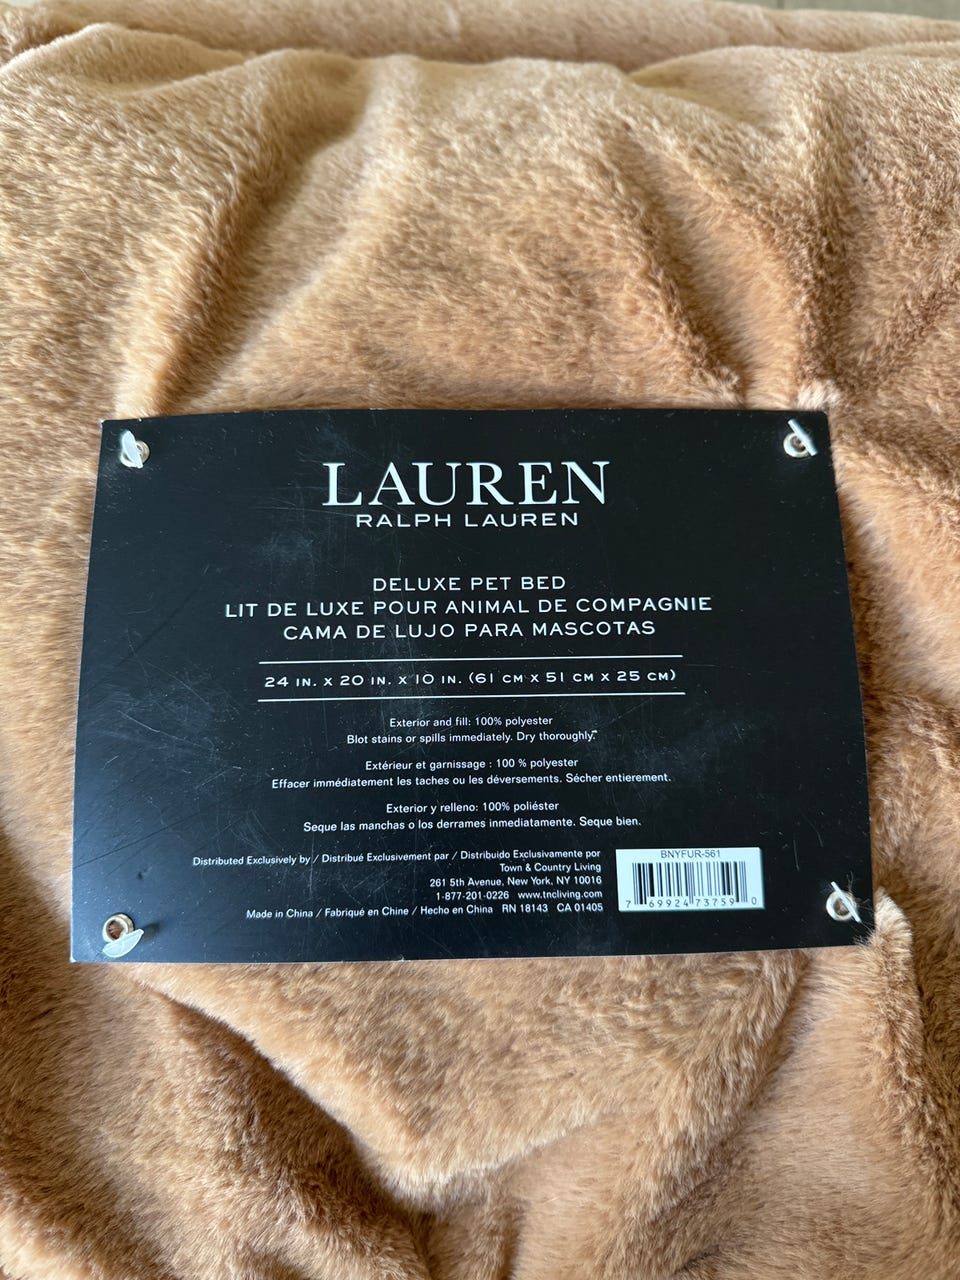 LAUREN
RALPH LAUREN
DELUXE PET BED
LIT DE LUXE POUR ANIMAL DE COMPAGNIE
CAMA DE LUJO PARA MASCOTAS
24 IN. X 20 IN. X 10 IN. (61 CM X 51 CM X 25 CM)
Exterior and fill: 100% polyester
Blot stains or spills immediately. Dry thoroughly.
Extérieur et garnissage : 100 % polyester
Effacer immédiatement les taches ou les déversements. Sécher entierement.
Exterior y relleno: 100% poliéster
Seque las manchas o los derrames inmediatamente. Seque bien.
Distributed Exclusively by / Distribué Exclusivement par / Distribuido Exclusivamente por
Town & Country Living
261 5th Avenue, New York, NY 10016
1-877-201-0226 www.tncliving.com
Made in China / Fabriqué en Chine / Hecho en China RN 18143 CA 01405
BNYFUR-561
7 69924 73759 0